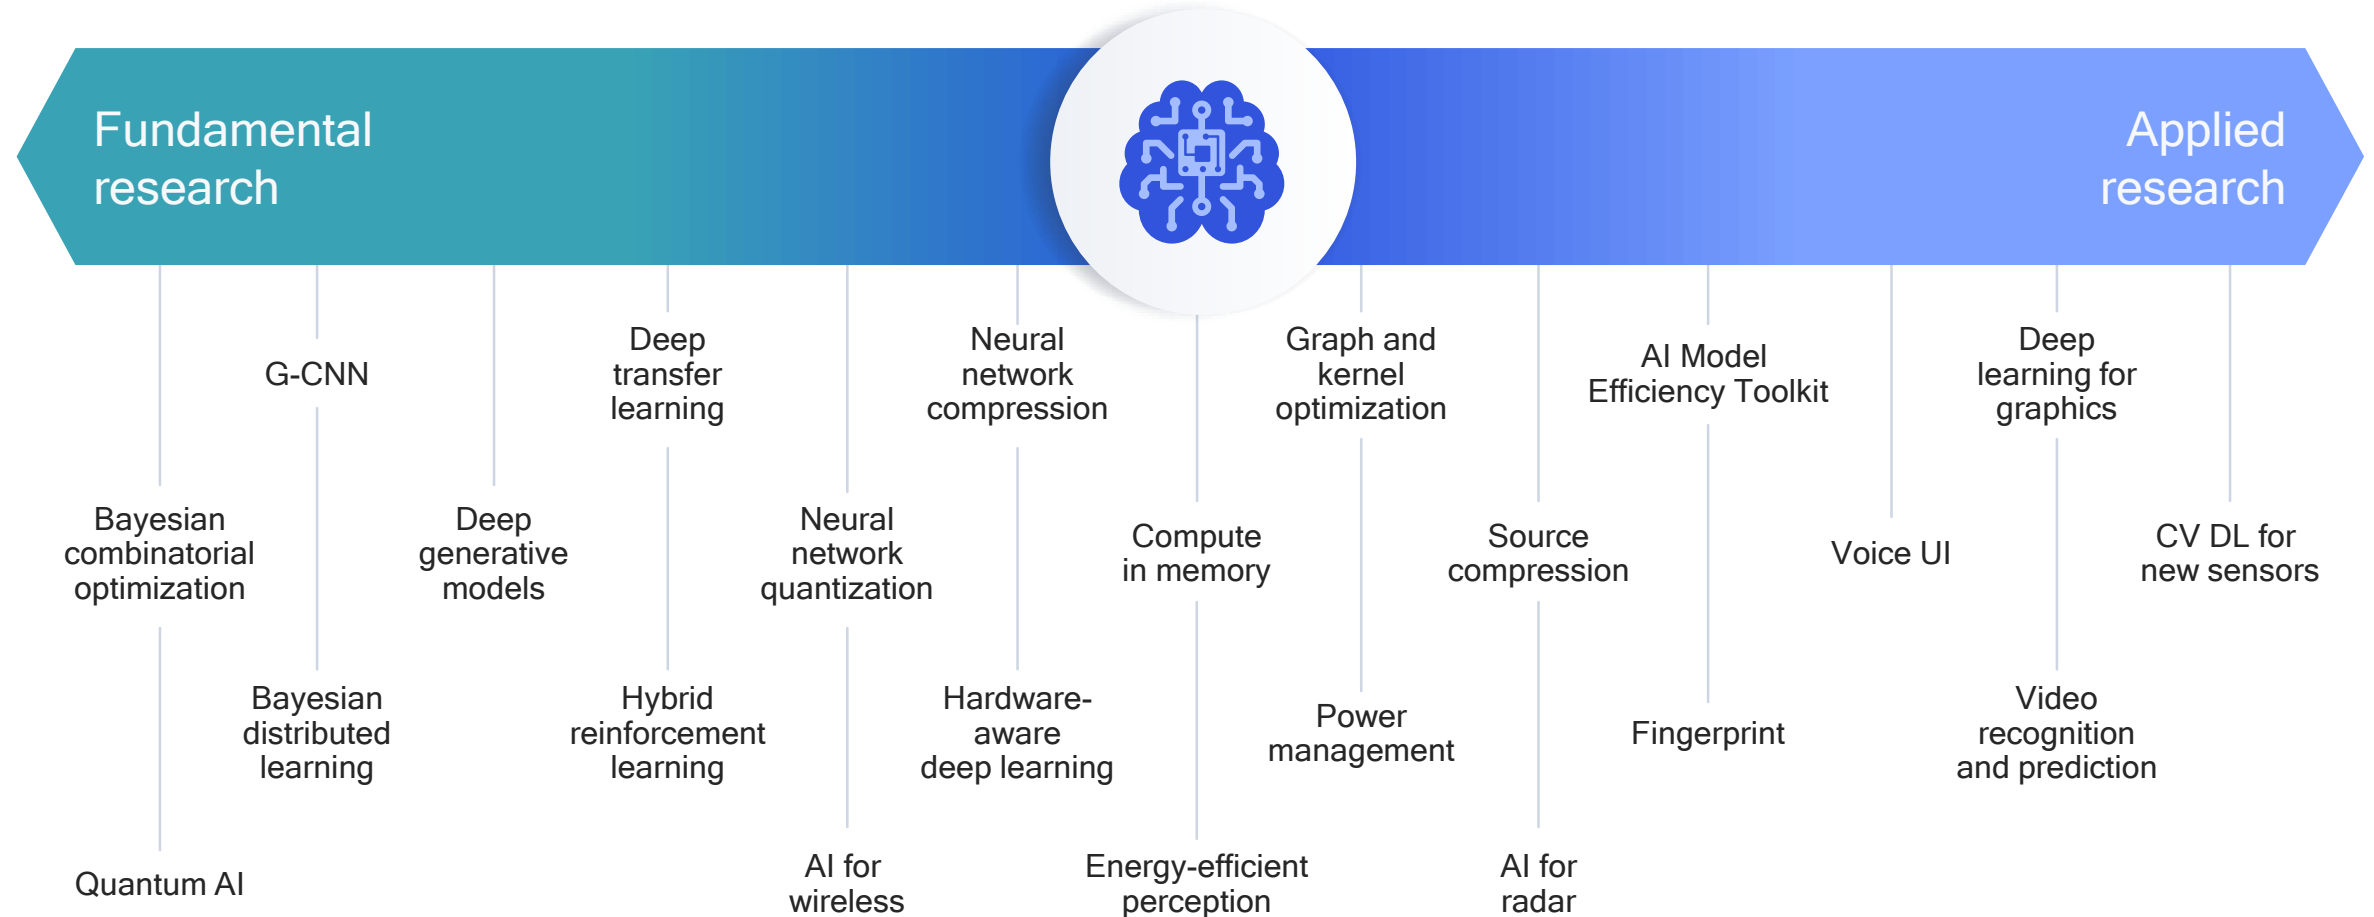 Fundamental
research
Applied
research
G-CNN
Deep
transfer
learning
Neural
network
compression
Graph and
kernel
optimization
AI Model
Efficiency Toolkit
Deep
learning for
graphics
Bayesian
combinatorial
optimization
Deep
generative
models
Neural
network
quantization
Compute
in memory
Source
compression
Voice UI
CV DL for
new sensors
Bayesian
distributed
learning
Hybrid
reinforcement
learning
Hardware-
aware
deep learning
Power
management
Fingerprint
Video
recognition
and prediction
Quantum AI
AI for
wireless
Energy-efficient
perception
AI for
radar